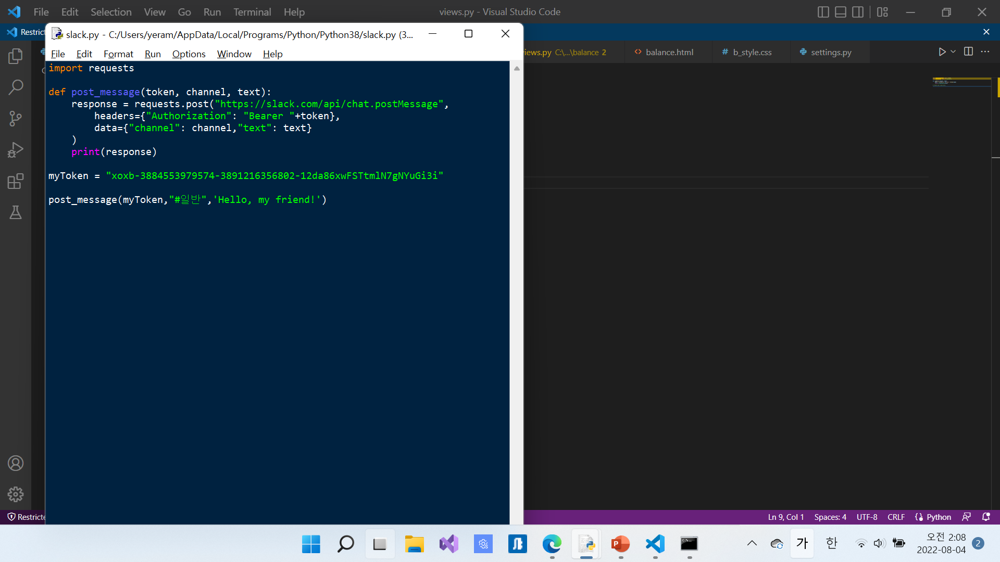 File Edit Selection View Go Run Terminal Help
views.py - Visual Studio Code
slack.py - C:/Users/yeram/AppData/Local/Programs/Python/Python38/slack.py (3...
File Edit Format Run Options Window Help
views.py C:\...\balance 2
balance.html
b_style.css
settings.py
import requests
def post_message(token, channel, text):
    response = requests.post("https://slack.com/api/chat.postMessage",
        headers={"Authorization": "Bearer "+token},
        data={"channel": channel,"text": text}
    )
    print(response)
myToken = "xoxb-3884553979574-3891216356802-12da86xwFSTtmlN7gNYuGi3i"
post_message(myToken,"#일반",'Hello, my friend!')
Ln 9, Col 1 Spaces: 4 UTF-8 CRLF Python
가 한
오전 2:08
2022-08-04
2